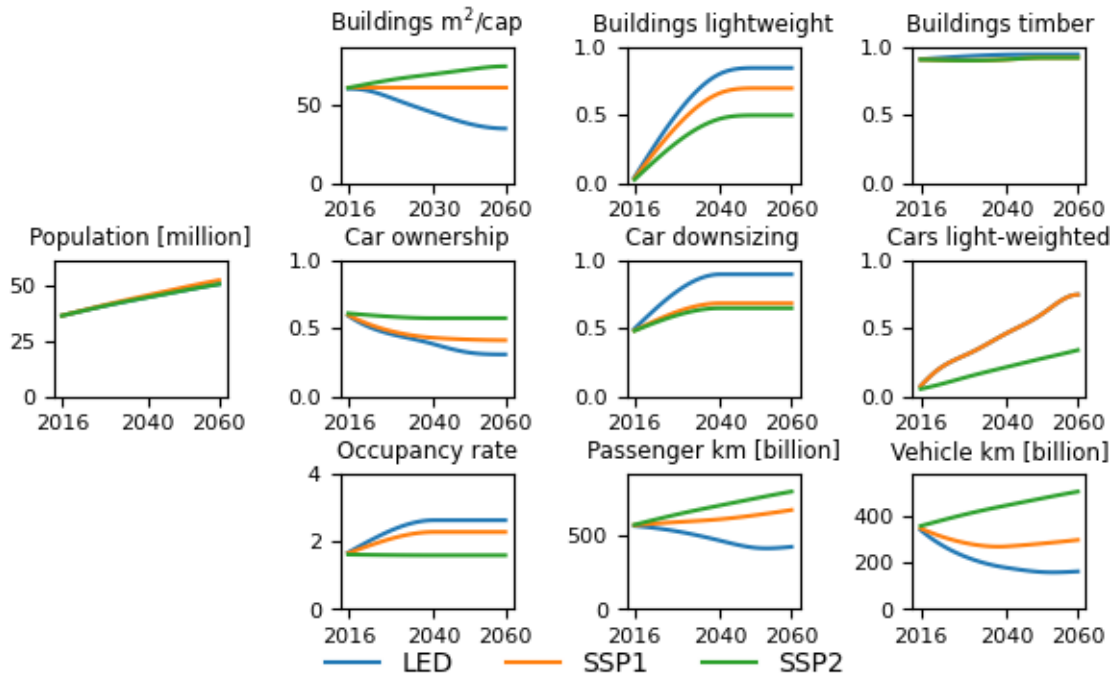 Buildings m²/cap
50
0
2016 2030 2060
Buildings lightweight
1.0
0.5
0.0
2016 2040 2060
Buildings timber
1.0
0.5
0.0
2016 2040 2060
Population [million]
50
25
0
2016 2040 2060
Car ownership
1.0
0.5
0.0
2016 2040 2060
Car downsizing
1.0
0.5
0.0
2016 2040 2060
Cars light-weighted
1.0
0.5
0.0
2016 2040 2060
Occupancy rate
4
2
0
2016 2040 2060
Passenger km [billion]
500
0
2016 2040 2060
Vehicle km [billion]
400
200
0
2016 2040 2060
LED SSP1 SSP2